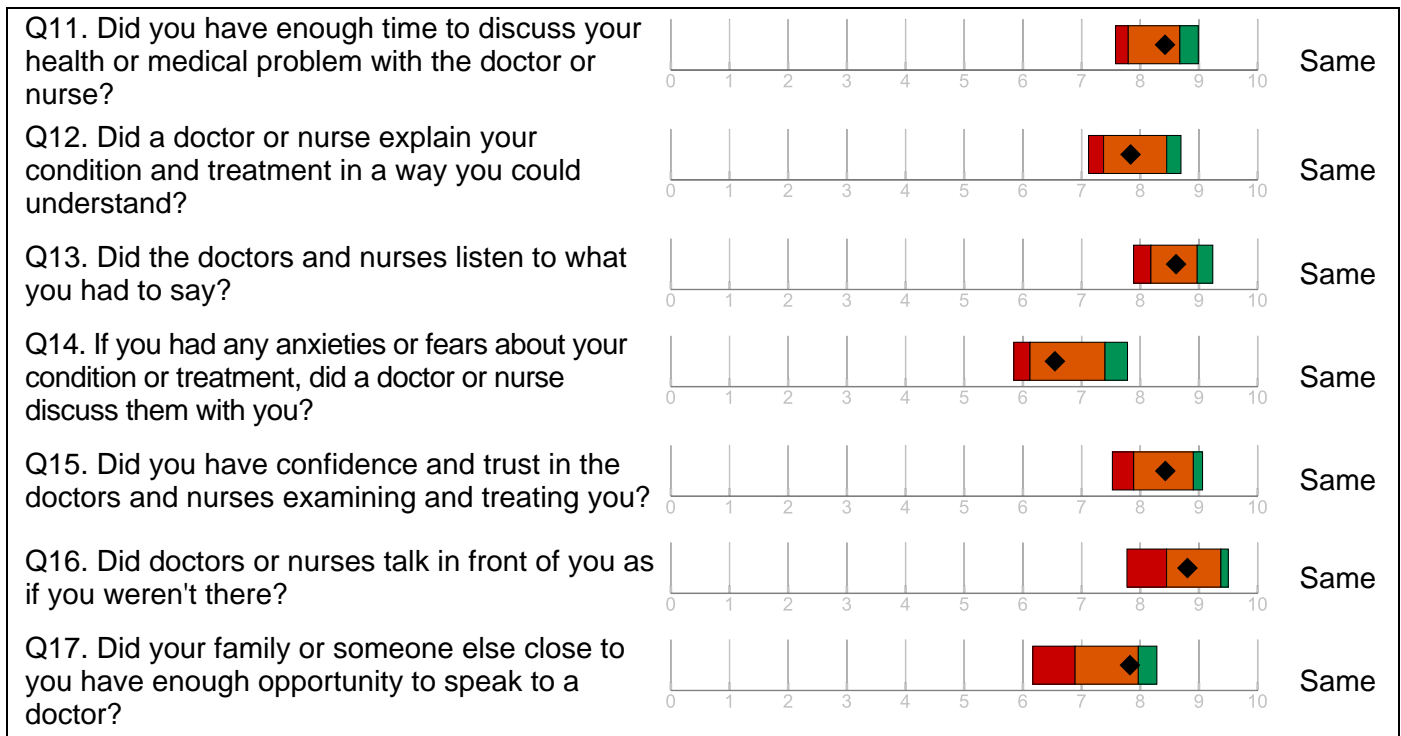 Q11. Did you have enough time to discuss your
health or medical problem with the doctor or
nurse?
0 1 2 3 4 5 6 7 8 9 10
Same
Q12. Did a doctor or nurse explain your
condition and treatment in a way you could
understand?
0 1 2 3 4 5 6 7 8 9 10
Same
Q13. Did the doctors and nurses listen to what
you had to say?
0 1 2 3 4 5 6 7 8 9 10
Same
Q14. If you had any anxieties or fears about your
condition or treatment, did a doctor or nurse
discuss them with you?
0 1 2 3 4 5 6 7 8 9 10
Same
Q15. Did you have confidence and trust in the
doctors and nurses examining and treating you?
0 1 2 3 4 5 6 7 8 9 10
Same
Q16. Did doctors or nurses talk in front of you as
if you weren't there?
0 1 2 3 4 5 6 7 8 9 10
Same
Q17. Did your family or someone else close to
you have enough opportunity to speak to a
doctor?
0 1 2 3 4 5 6 7 8 9 10
Same